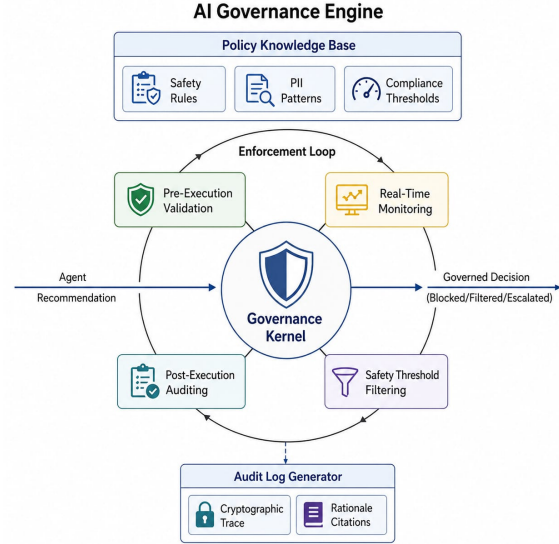 AI Governance Engine
Policy Knowledge Base
Safety
Rules
PII
Patterns
Compliance
Thresholds
Enforcement Loop
Pre-Execution
Validation
Real-Time
Monitoring
Agent
Recommendation
Governance
Kernel
Governed Decision
(Blocked/Filtered/Escalated)
Post-Execution
Auditing
Safety Threshold
Filtering
Audit Log Generator
Cryptographic
Trace
Rationale
Citations